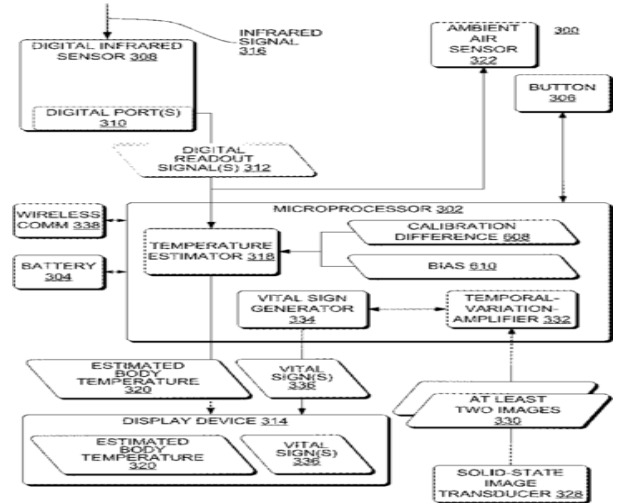 INFRARED
SIGNAL
316
DIGITAL INFRARED
SENSOR 308
DIGITAL PORT(S)
310
AMBIENT
AIR
SENSOR
322
300
BUTTON
306
DIGITAL
READOUT
SIGNAL(S) 312
WIRELESS
COMM 338
BATTERY
304
MICROPROCESSOR 302
TEMPERATURE
ESTIMATOR 318
CALIBRATION
DIFFERENCE 608
BIAS 610
VITAL SIGN
GENERATOR
334
TEMPORAL-
VARIATION-
AMPLIFIER 332
ESTIMATED
BODY
TEMPERATURE
320
VITAL
SIGN(S)
336
AT LEAST
TWO IMAGES
330
DISPLAY DEVICE 314
ESTIMATED
BODY
TEMPERATURE
320
VITAL
SIGN(S)
336
SOLID-STATE
IMAGE
TRANSDUCER 328